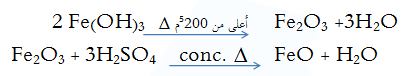 2 Fe(OH)₃ Δ أعلى من 200°م Fe₂O₃ +3H₂O
Fe₂O₃ + 3H₂SO₄ conc. Δ FeO + H₂O